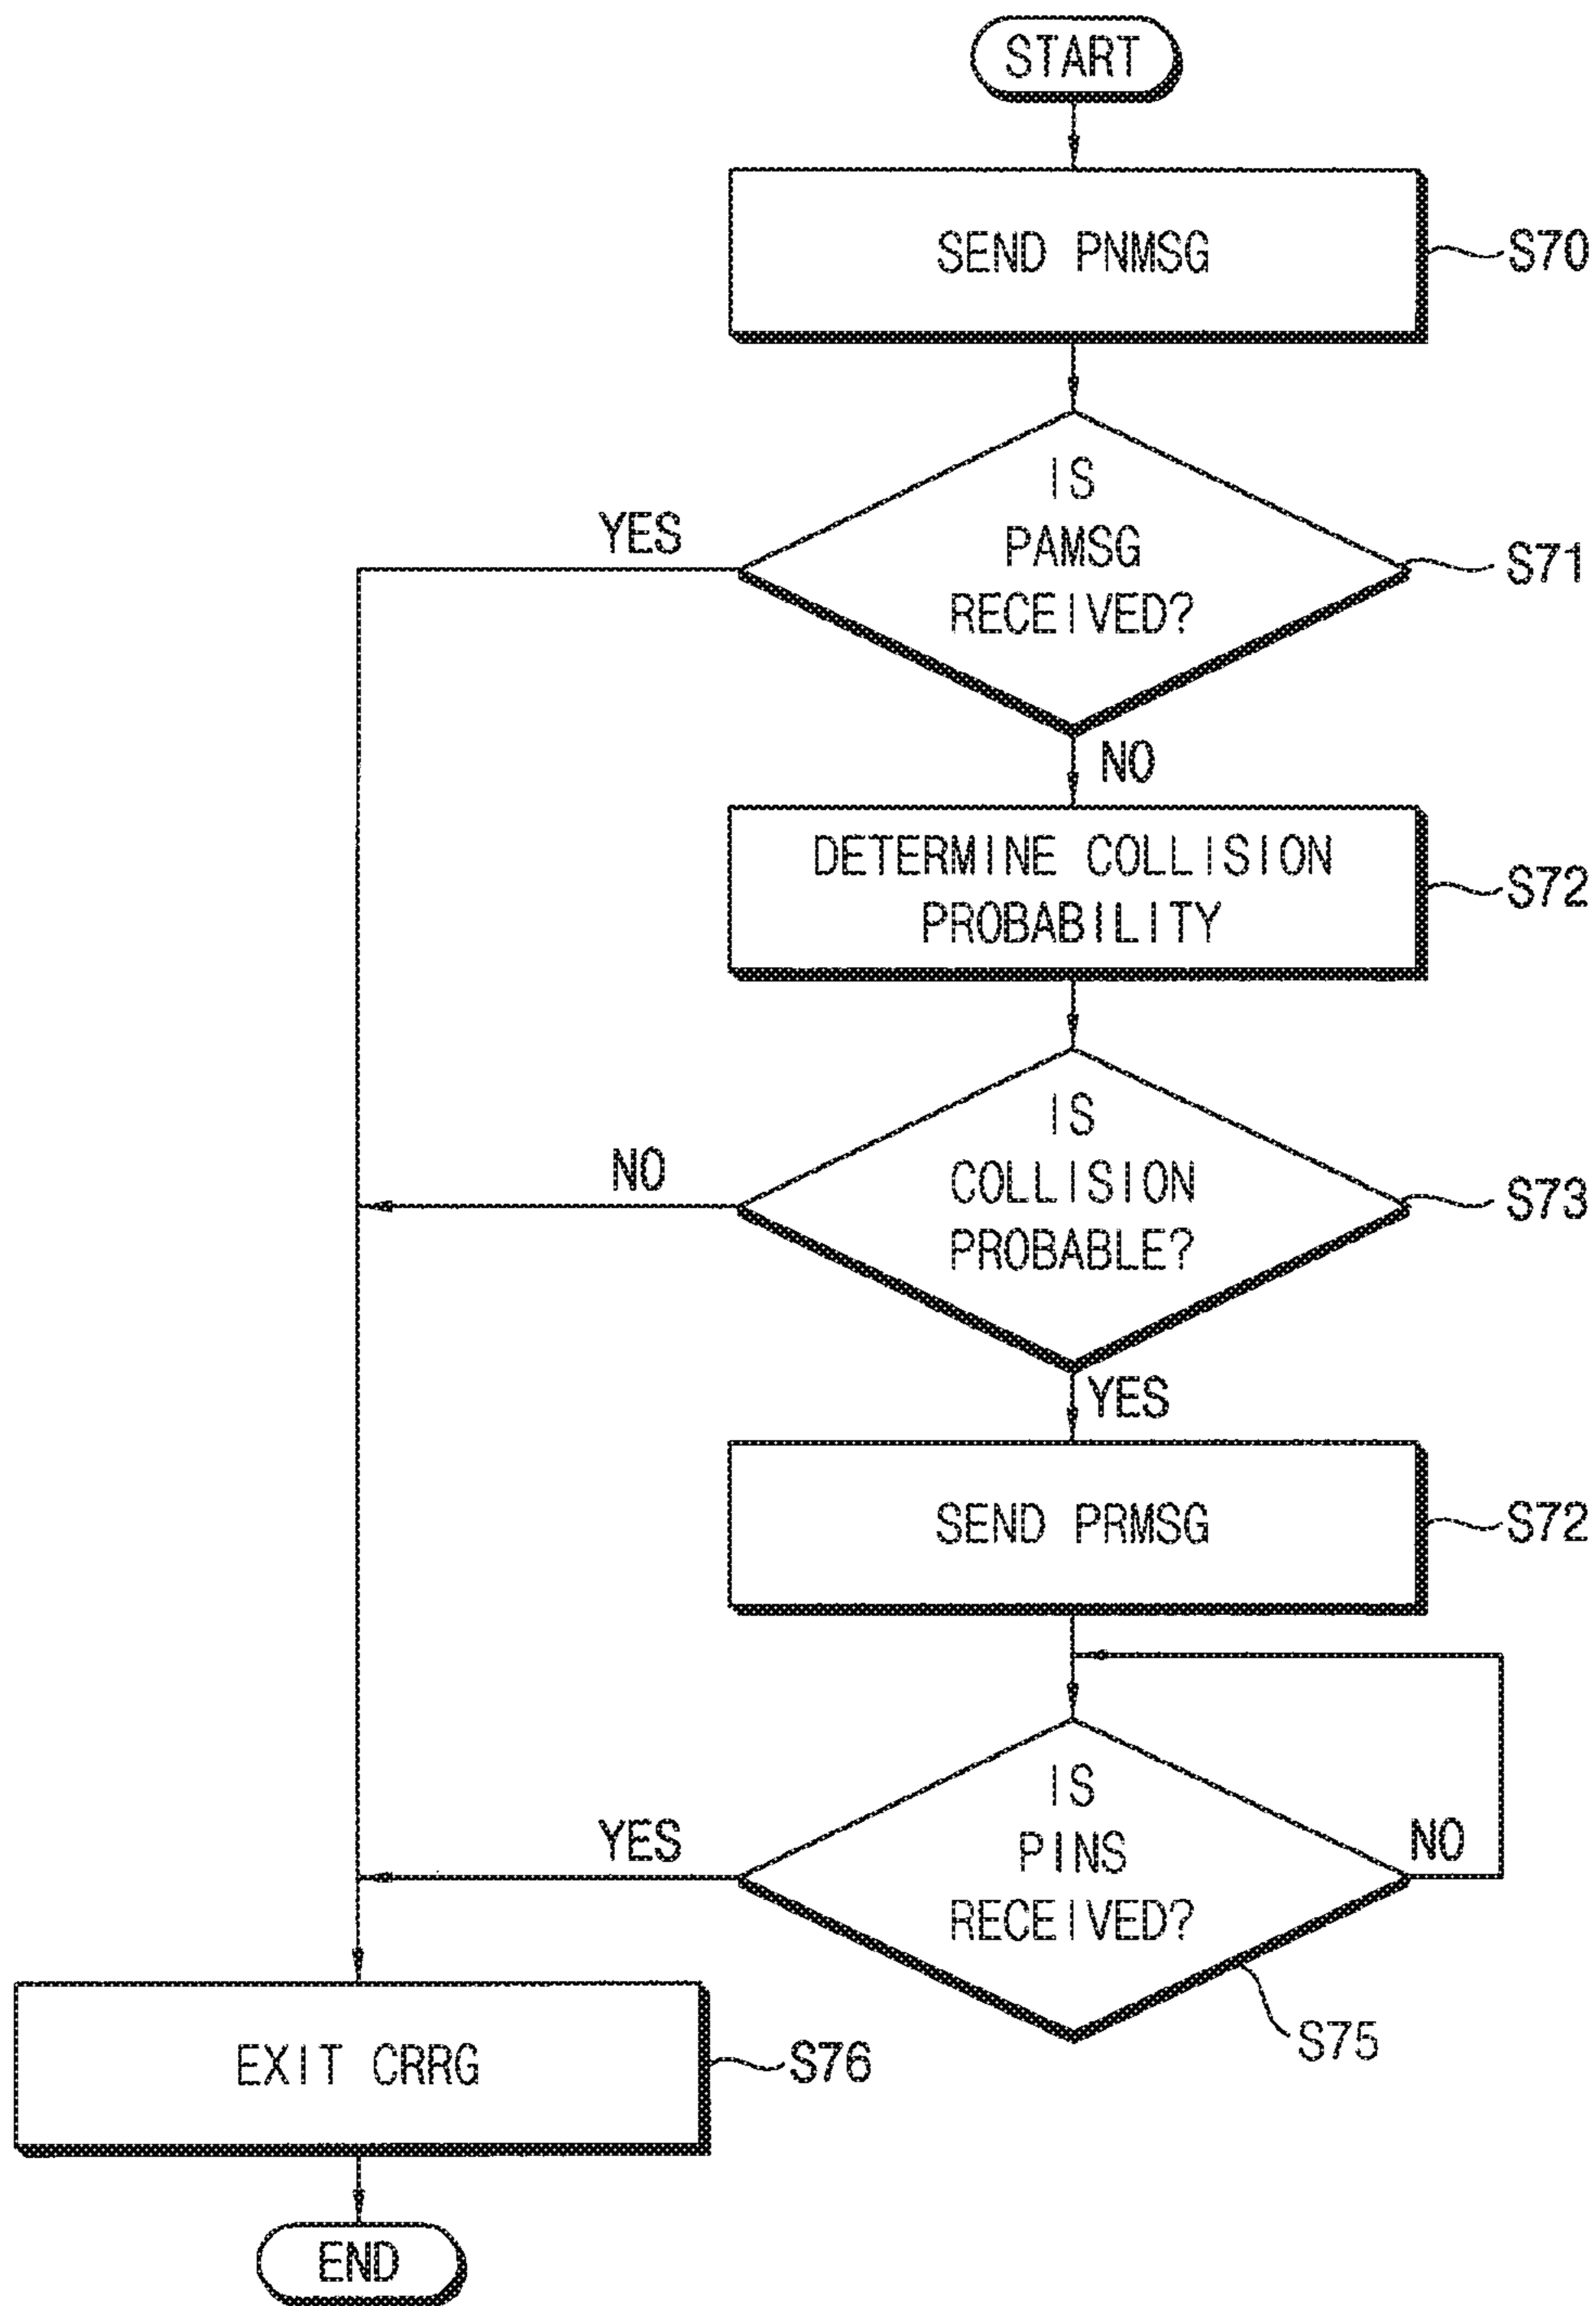 START
SEND PNMSG
S70
IS
PAMSG
RECEIVED?
S71
YES
NO
DETERMINE COLLISION
PROBABILITY
S72
IS
COLLISION
PROBABLE?
S73
NO
YES
SEND PRMSG
S72
IS
PINS
RECEIVED?
YES
NO
S75
EXIT CRRG
S76
END